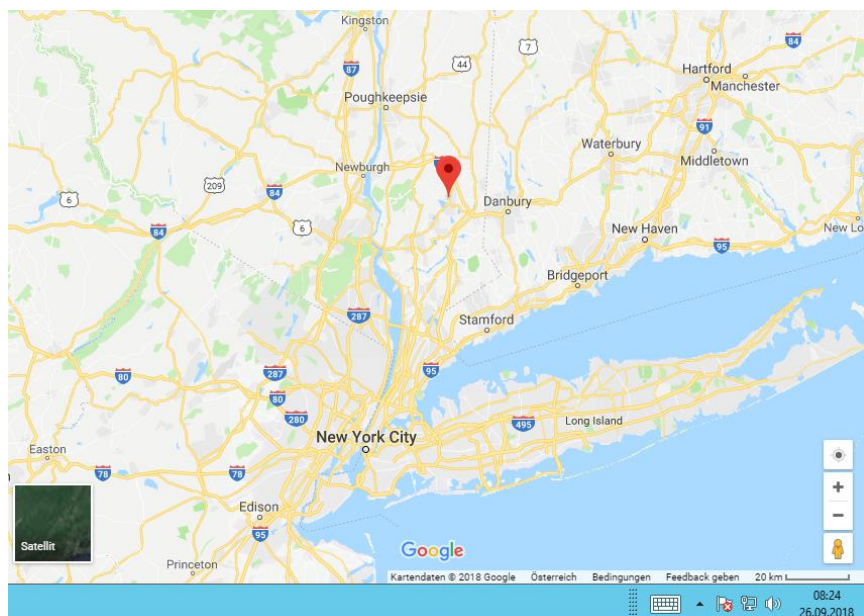 Kingston
7
84
44
87
Hartford
Manchester
Poughkeepsie
91
Waterbury
Middletown
Newburgh
84
209
84
6
Danbury
6
84
New Haven
New Lo
95
Bridgeport
287
Stamford
95
80
287
80
280
495
Long Island
New York City
Easton
78
78
Edison
95
Satellit
Google
Princeton
Kartendaten © 2018 Google Österreich Bedingungen Feedback geben 20 km
08:24
26.09.2018